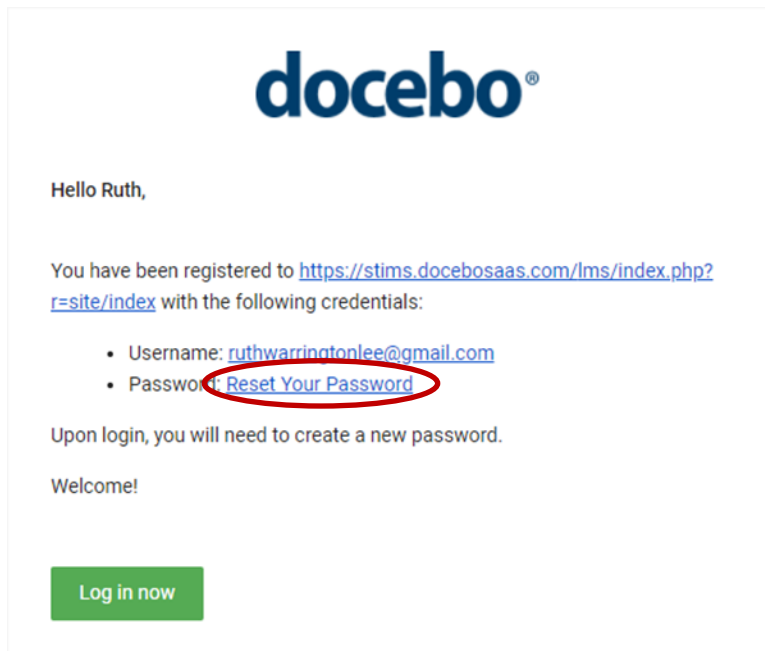 docebo®
Hello Ruth,
You have been registered to https://stims.docebosaas.com/lms/index.php?
r=site/index with the following credentials:
• Username: ruthwarringtonlee@gmail.com
• Password: Reset Your Password
Upon login, you will need to create a new password.
Welcome!
Log in now